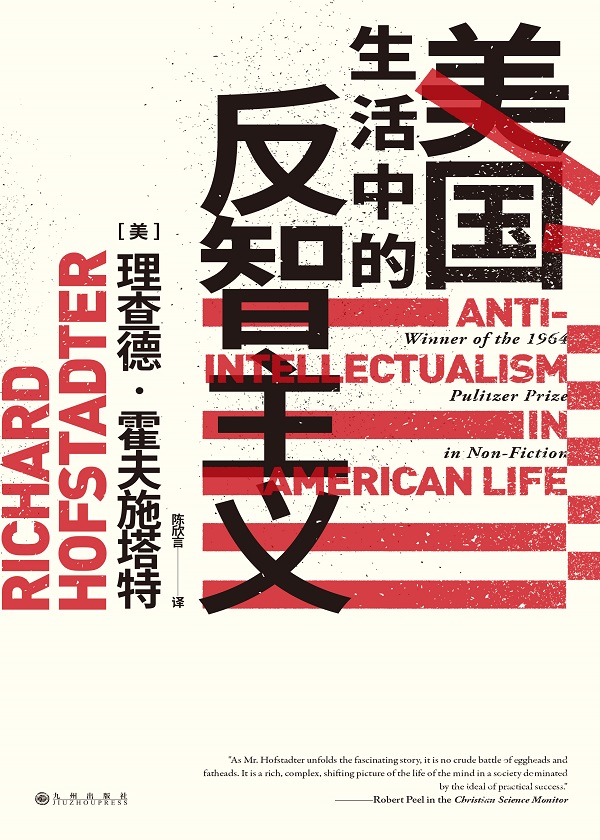 美国
生活中的
反智主义
ANTI-
Winner of the 1964
INTELLECTUALISM
Pulitzer Prize
IN
in Non-Fiction
AMERICAN LIFE
[美]
理查德·霍夫施塔特
陈欣言——译
RICHARD
HOFSTADTER
"As Mr. Hofstadter unfolds the fascinating story, it is no crude battle of eggheads and
fatheads. It is a rich, complex, shifting picture of the life of the mind in a society dominated
by the ideal of practical success."
———Robert Peel in the Christian Science Monitor
九州出版社
JIUZHOUPRESS